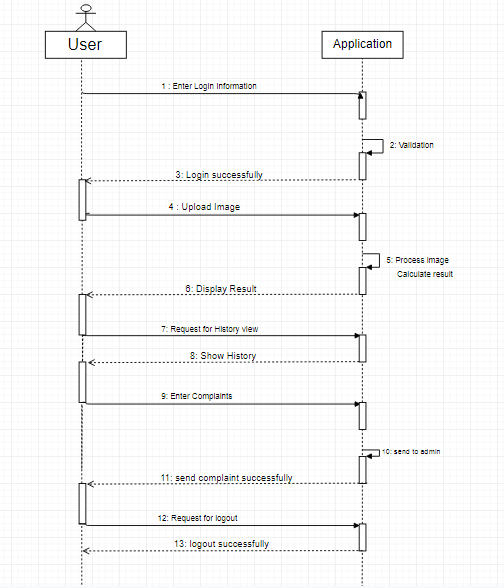 User
Application
1 : Enter Login Information
2: Validation
3: Login successfully
4 : Upload Image
5: Process Image
Calculate result
6: Display Result
7: Request for History view
8: Show History
9: Enter Complaints
10: send to admin
11: send complaint successfully
12: Request for logout
13: logout successfully